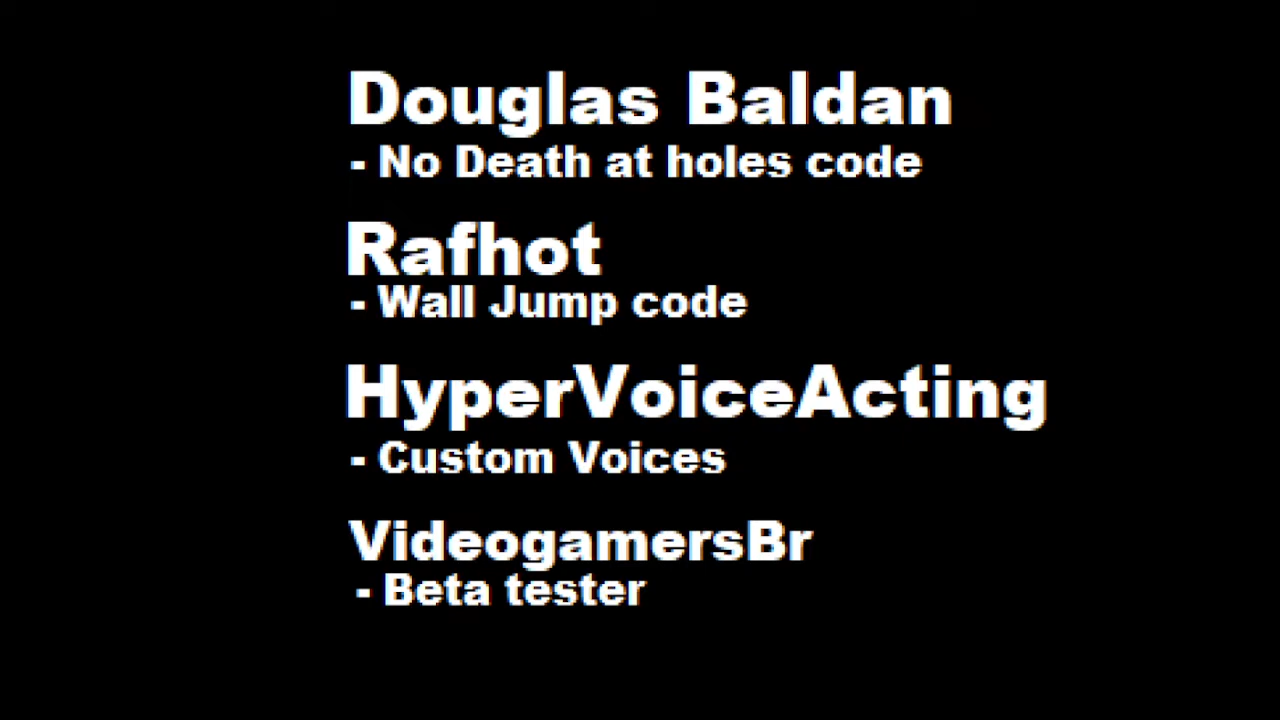 Douglas Baldan
- No Death at holes code
Rafhot
- Wall Jump code
HyperVoiceActing
- Custom Voices
VideogamersBr
- Beta tester